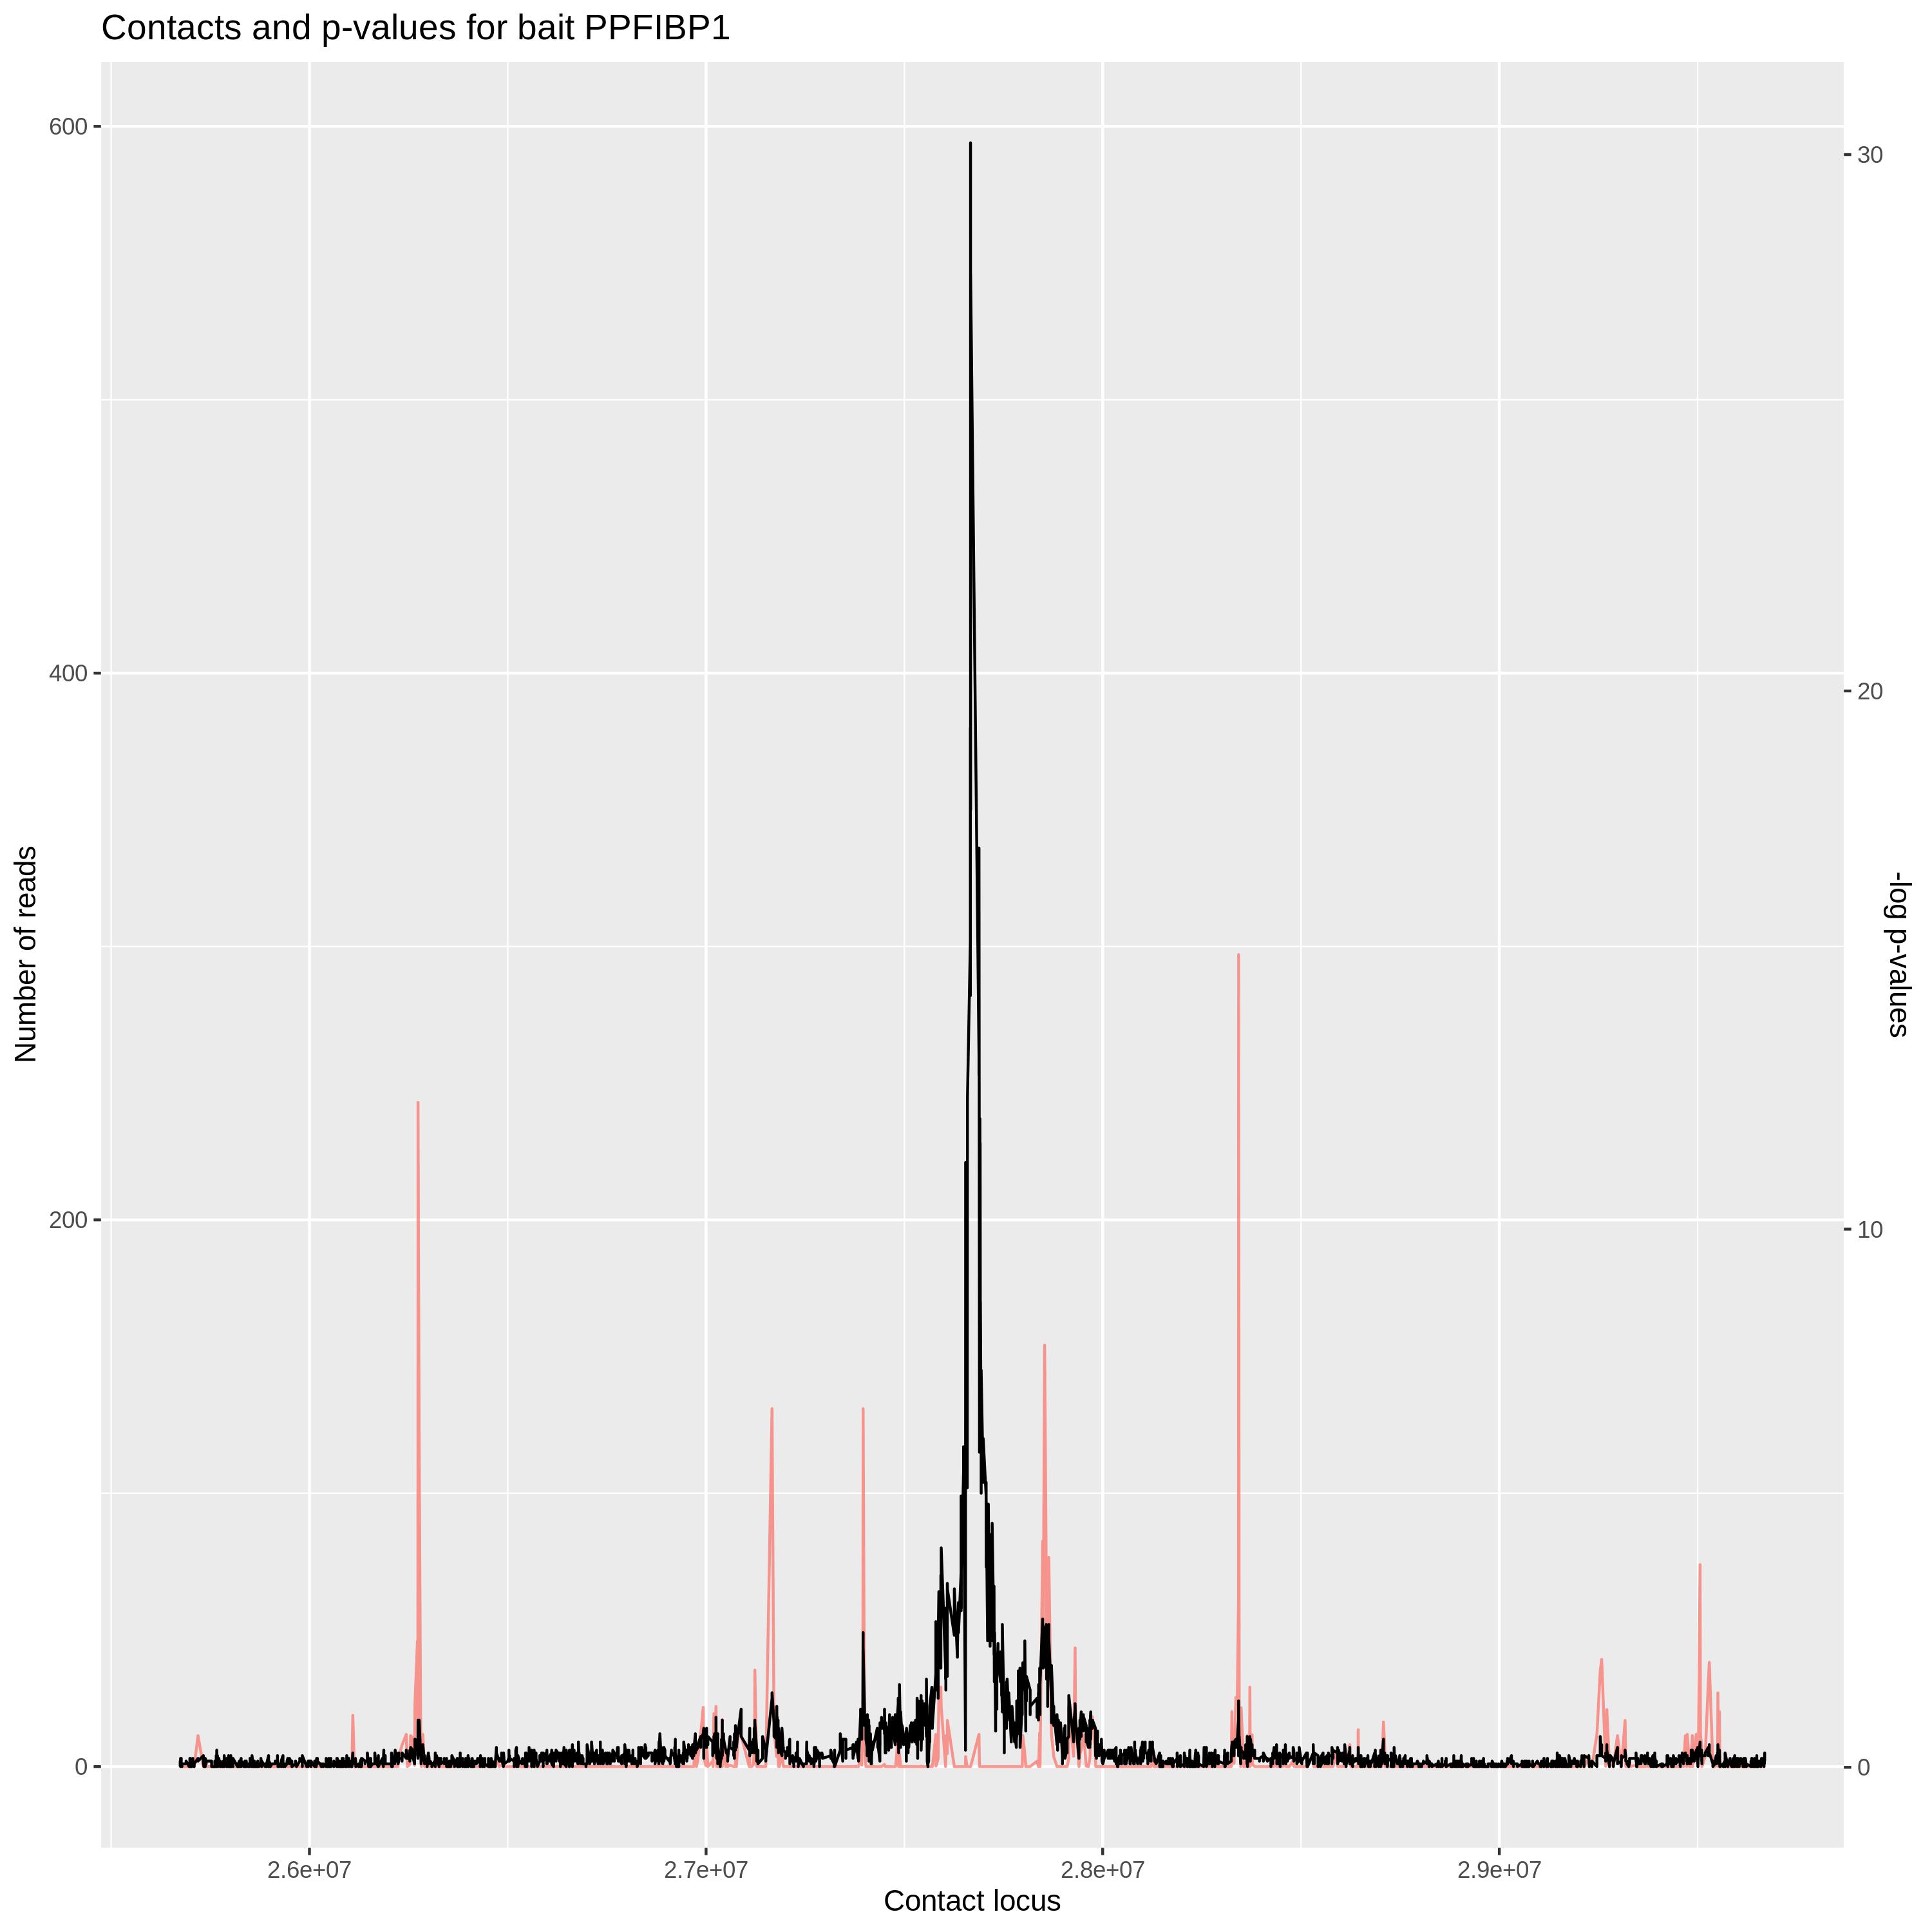 Contacts and p-values for bait PPFIBP1
600
400
200
0
30
20
10
0
Number of reads
-log p-values
2.6e+07
2.7e+07
2.8e+07
2.9e+07
Contact locus